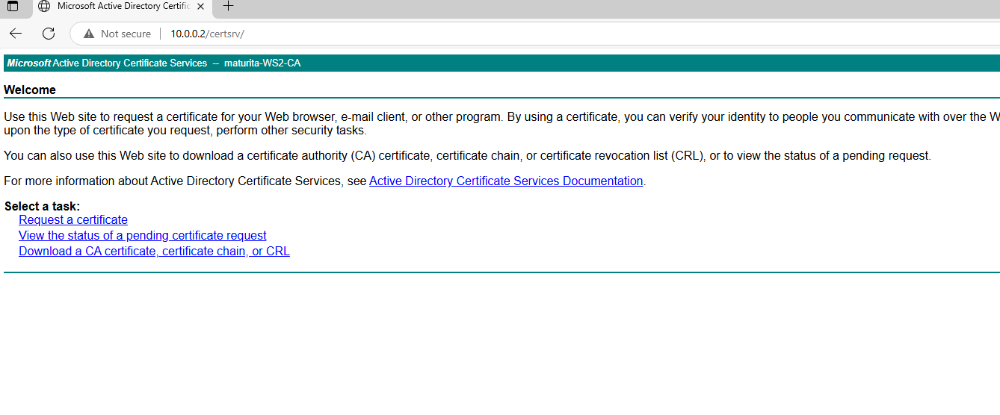 Microsoft Active Directory Certific
Not secure
10.0.0.2/certsrv/
Microsoft Active Directory Certificate Services -- maturita-WS2-CA
Welcome
Use this Web site to request a certificate for your Web browser, e-mail client, or other program. By using a certificate, you can verify your identity to people you communicate with over the W
upon the type of certificate you request, perform other security tasks.
You can also use this Web site to download a certificate authority (CA) certificate, certificate chain, or certificate revocation list (CRL), or to view the status of a pending request.
For more information about Active Directory Certificate Services, see Active Directory Certificate Services Documentation.
Select a task:
Request a certificate
View the status of a pending certificate request
Download a CA certificate, certificate chain, or CRL